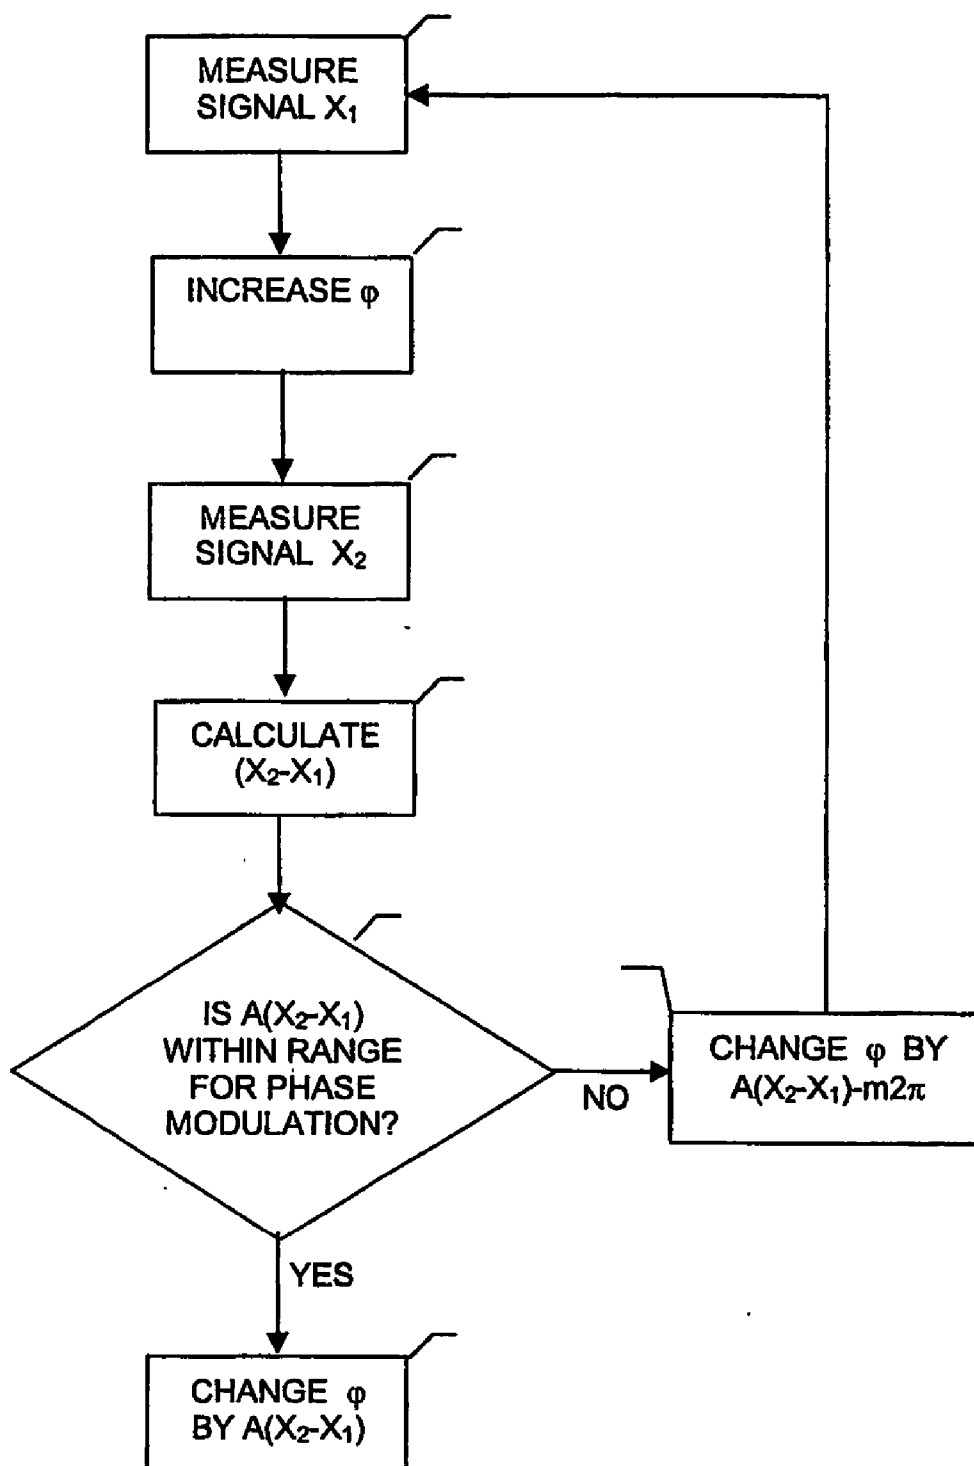 MEASURE
SIGNAL X₁
INCREASE φ
MEASURE
SIGNAL X₂
CALCULATE
(X₂-X₁)
IS A(X₂-X₁)
WITHIN RANGE
FOR PHASE
MODULATION?
NO
CHANGE φ BY
A(X₂-X₁)-m2π
YES
CHANGE φ
BY A(X₂-X₁)